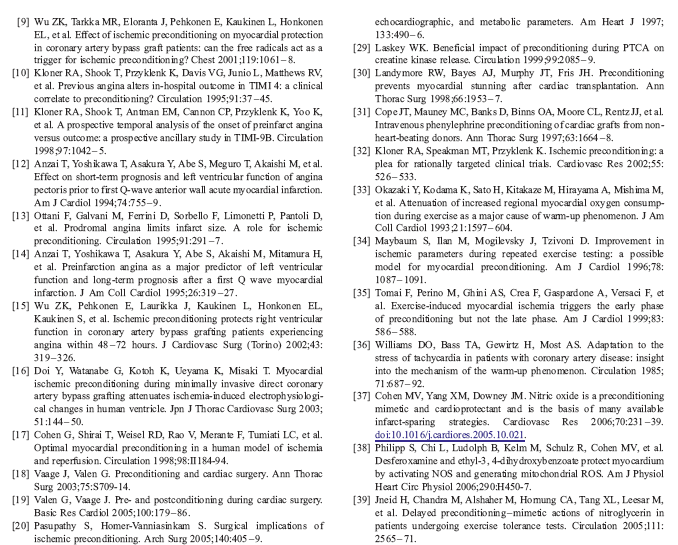 [9] Wu ZK, Tarkka MR, Eloranta J, Pehkonen E, Kaukinen L, Honkonen
EL, et al. Effect of ischemic preconditioning on myocardial protection
in coronary artery bypass graft patients: can the free radicals act as a
trigger for ischemic preconditioning? Chest 2001;119:1061–8.
[10] Kloner RA, Shook T, Przyklenk K, Davis VG, Junio L, Matthews RV,
et al. Previous angina alters in-hospital outcome in TIMI 4: a clinical
correlate to preconditioning? Circulation 1995;91:37–45.
[11] Kloner RA, Shook T, Antman EM, Cannon CP, Przyklenk K, Yoo K,
et al. A prospective temporal analysis of the onset of preinfarct angina
versus outcome: a prospective ancillary study in TIMI-9B. Circulation
1998;97:1042–5.
[12] Anzai T, Yoshikawa T, Asakura Y, Abe S, Meguro T, Akaishi M, et al.
Effect on short-term prognosis and left ventricular function of angina
pectoris prior to first Q-wave anterior wall acute myocardial infarction.
Am J Cardiol 1994;74:755–9.
[13] Ottani F, Galvani M, Ferrini D, Sorbello F, Limonetti P, Pantoli D,
et al. Prodromal angina limits infarct size. A role for ischemic
preconditioning. Circulation 1995;91:291–7.
[14] Anzai T, Yoshikawa T, Asakura Y, Abe S, Akaishi M, Mitamura H,
et al. Preinfarction angina as a major predictor of left ventricular
function and long-term prognosis after a first Q wave myocardial
infarction. J Am Coll Cardiol 1995;26:319–27.
[15] Wu ZK, Pehkonen E, Laurikka J, Kaukinen L, Honkonen EL,
Kaukinen S, et al. Ischemic preconditioning protects right ventricular
function in coronary artery bypass grafting patients experiencing
angina within 48–72 hours. J Cardiovasc Surg (Torino) 2002;43:
319–326.
[16] Doi Y, Watanabe G, Kotoh K, Ueyama K, Misaki T. Myocardial
ischemic preconditioning during minimally invasive direct coronary
artery bypass grafting attenuates ischemia-induced electrophysiologi-
cal changes in human ventricle. Jpn J Thorac Cardiovasc Surg 2003;
51:144–50.
[17] Cohen G, Shirai T, Weisel RD, Rao V, Merante F, Tumiati LC, et al.
Optimal myocardial preconditioning in a human model of ischemia
and reperfusion. Circulation 1998;98:II184-94.
[18] Vaage J, Valen G. Preconditioning and cardiac surgery. Ann Thorac
Surg 2003;75:S709-14.
[19] Valen G, Vaage J. Pre- and postconditioning during cardiac surgery.
Basic Res Cardiol 2005;100:179–86.
[20] Pasupathy S, Homer-Vanniasinkam S. Surgical implications of
ischemic preconditioning. Arch Surg 2005;140:405–9.
echocardiographic, and metabolic parameters. Am Heart J 1997;
133:490–6.
[29] Laskey WK. Beneficial impact of preconditioning during PTCA on
creatine kinase release. Circulation 1999;99:2085–9.
[30] Landymore RW, Bayes AJ, Murphy JT, Fris JH. Preconditioning
prevents myocardial stunning after cardiac transplantation. Ann
Thorac Surg 1998;66:1953–7.
[31] Cope JT, Mauney MC, Banks D, Binns OA, Moore CL, Rentz JJ, et al.
Intravenous phenylephrine preconditioning of cardiac grafts from non-
heart-beating donors. Ann Thorac Surg 1997;63:1664–8.
[32] Kloner RA, Speakman MT, Przyklenk K. Ischemic preconditioning: a
plea for rationally targeted clinical trials. Cardiovasc Res 2002;55:
526–533.
[33] Okazaki Y, Kodama K, Sato H, Kitakaze M, Hirayama A, Mishima M,
et al. Attenuation of increased regional myocardial oxygen consump-
tion during exercise as a major cause of warm-up phenomenon. J Am
Coll Cardiol 1993;21:1597–604.
[34] Maybaum S, Ilan M, Mogilevsky J, Tzivoni D. Improvement in
ischemic parameters during repeated exercise testing: a possible
model for myocardial preconditioning. Am J Cardiol 1996;78:
1087–1091.
[35] Tomai F, Perino M, Ghini AS, Crea F, Gaspardone A, Versaci F, et
al. Exercise-induced myocardial ischemia triggers the early phase
of preconditioning but not the late phase. Am J Cardiol 1999;83:
586–588.
[36] Williams DO, Bass TA, Gewirtz H, Most AS. Adaptation to the
stress of tachycardia in patients with coronary artery disease: insight
into the mechanism of the warm-up phenomenon. Circulation 1985;
71:687–92.
[37] Cohen MV, Yang XM, Downey JM. Nitric oxide is a preconditioning
mimetic and cardioprotectant and is the basis of many available
infarct-sparing strategies. Cardiovasc Res 2006;70:231–39.
doi:10.1016/j.cardiores.2005.10.021.
[38] Philipp S, Chi L, Ludolph B, Kelm M, Schulz R, Cohen MV, et al.
Desferoxamine and ethyl-3, 4-dihydroxybenzoate protect myocardium
by activating NOS and generating mitochondrial ROS. Am J Physiol
Heart Circ Physiol 2006;290:H450-7.
[39] Jneid H, Chandra M, Alshaher M, Hornung CA, Tang XL, Leesar M,
et al. Delayed preconditioning–mimetic actions of nitroglycerin in
patients undergoing exercise tolerance tests. Circulation 2005;111:
2565–71.